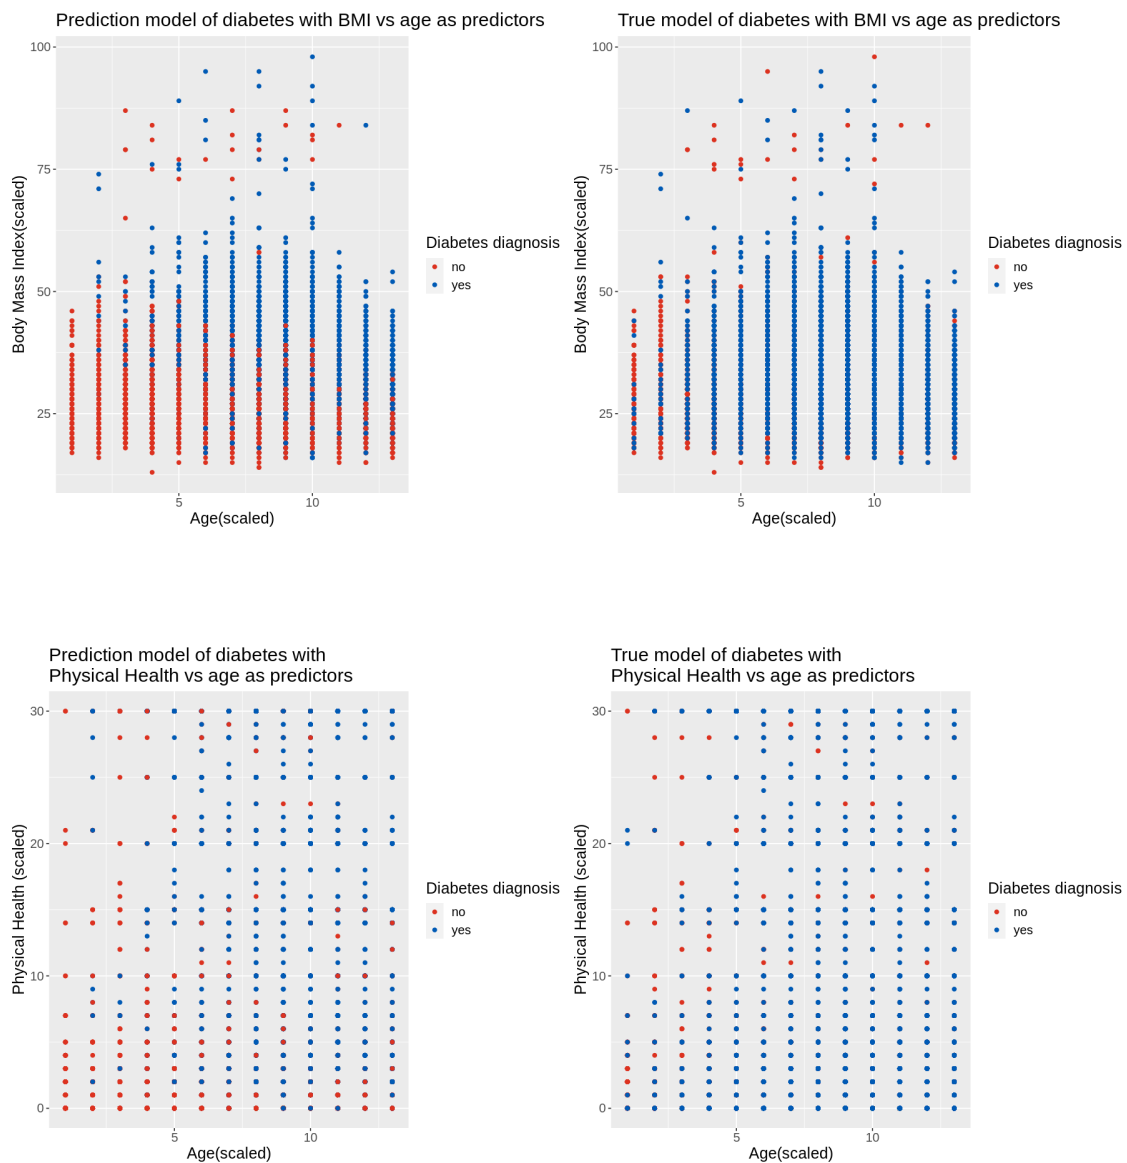 Prediction model of diabetes with BMI vs age as predictors
100
75
50
25
Body Mass Index(scaled)
5
10
Age(scaled)
Diabetes diagnosis
no
yes
True model of diabetes with BMI vs age as predictors
100
75
50
25
Body Mass Index(scaled)
5
10
Age(scaled)
Diabetes diagnosis
no
yes
Prediction model of diabetes with
Physical Health vs age as predictors
30
20
10
0
Physical Health (scaled)
5
10
Age(scaled)
Diabetes diagnosis
no
yes
True model of diabetes with
Physical Health vs age as predictors
30
20
10
0
Physical Health (scaled)
5
10
Age(scaled)
Diabetes diagnosis
no
yes